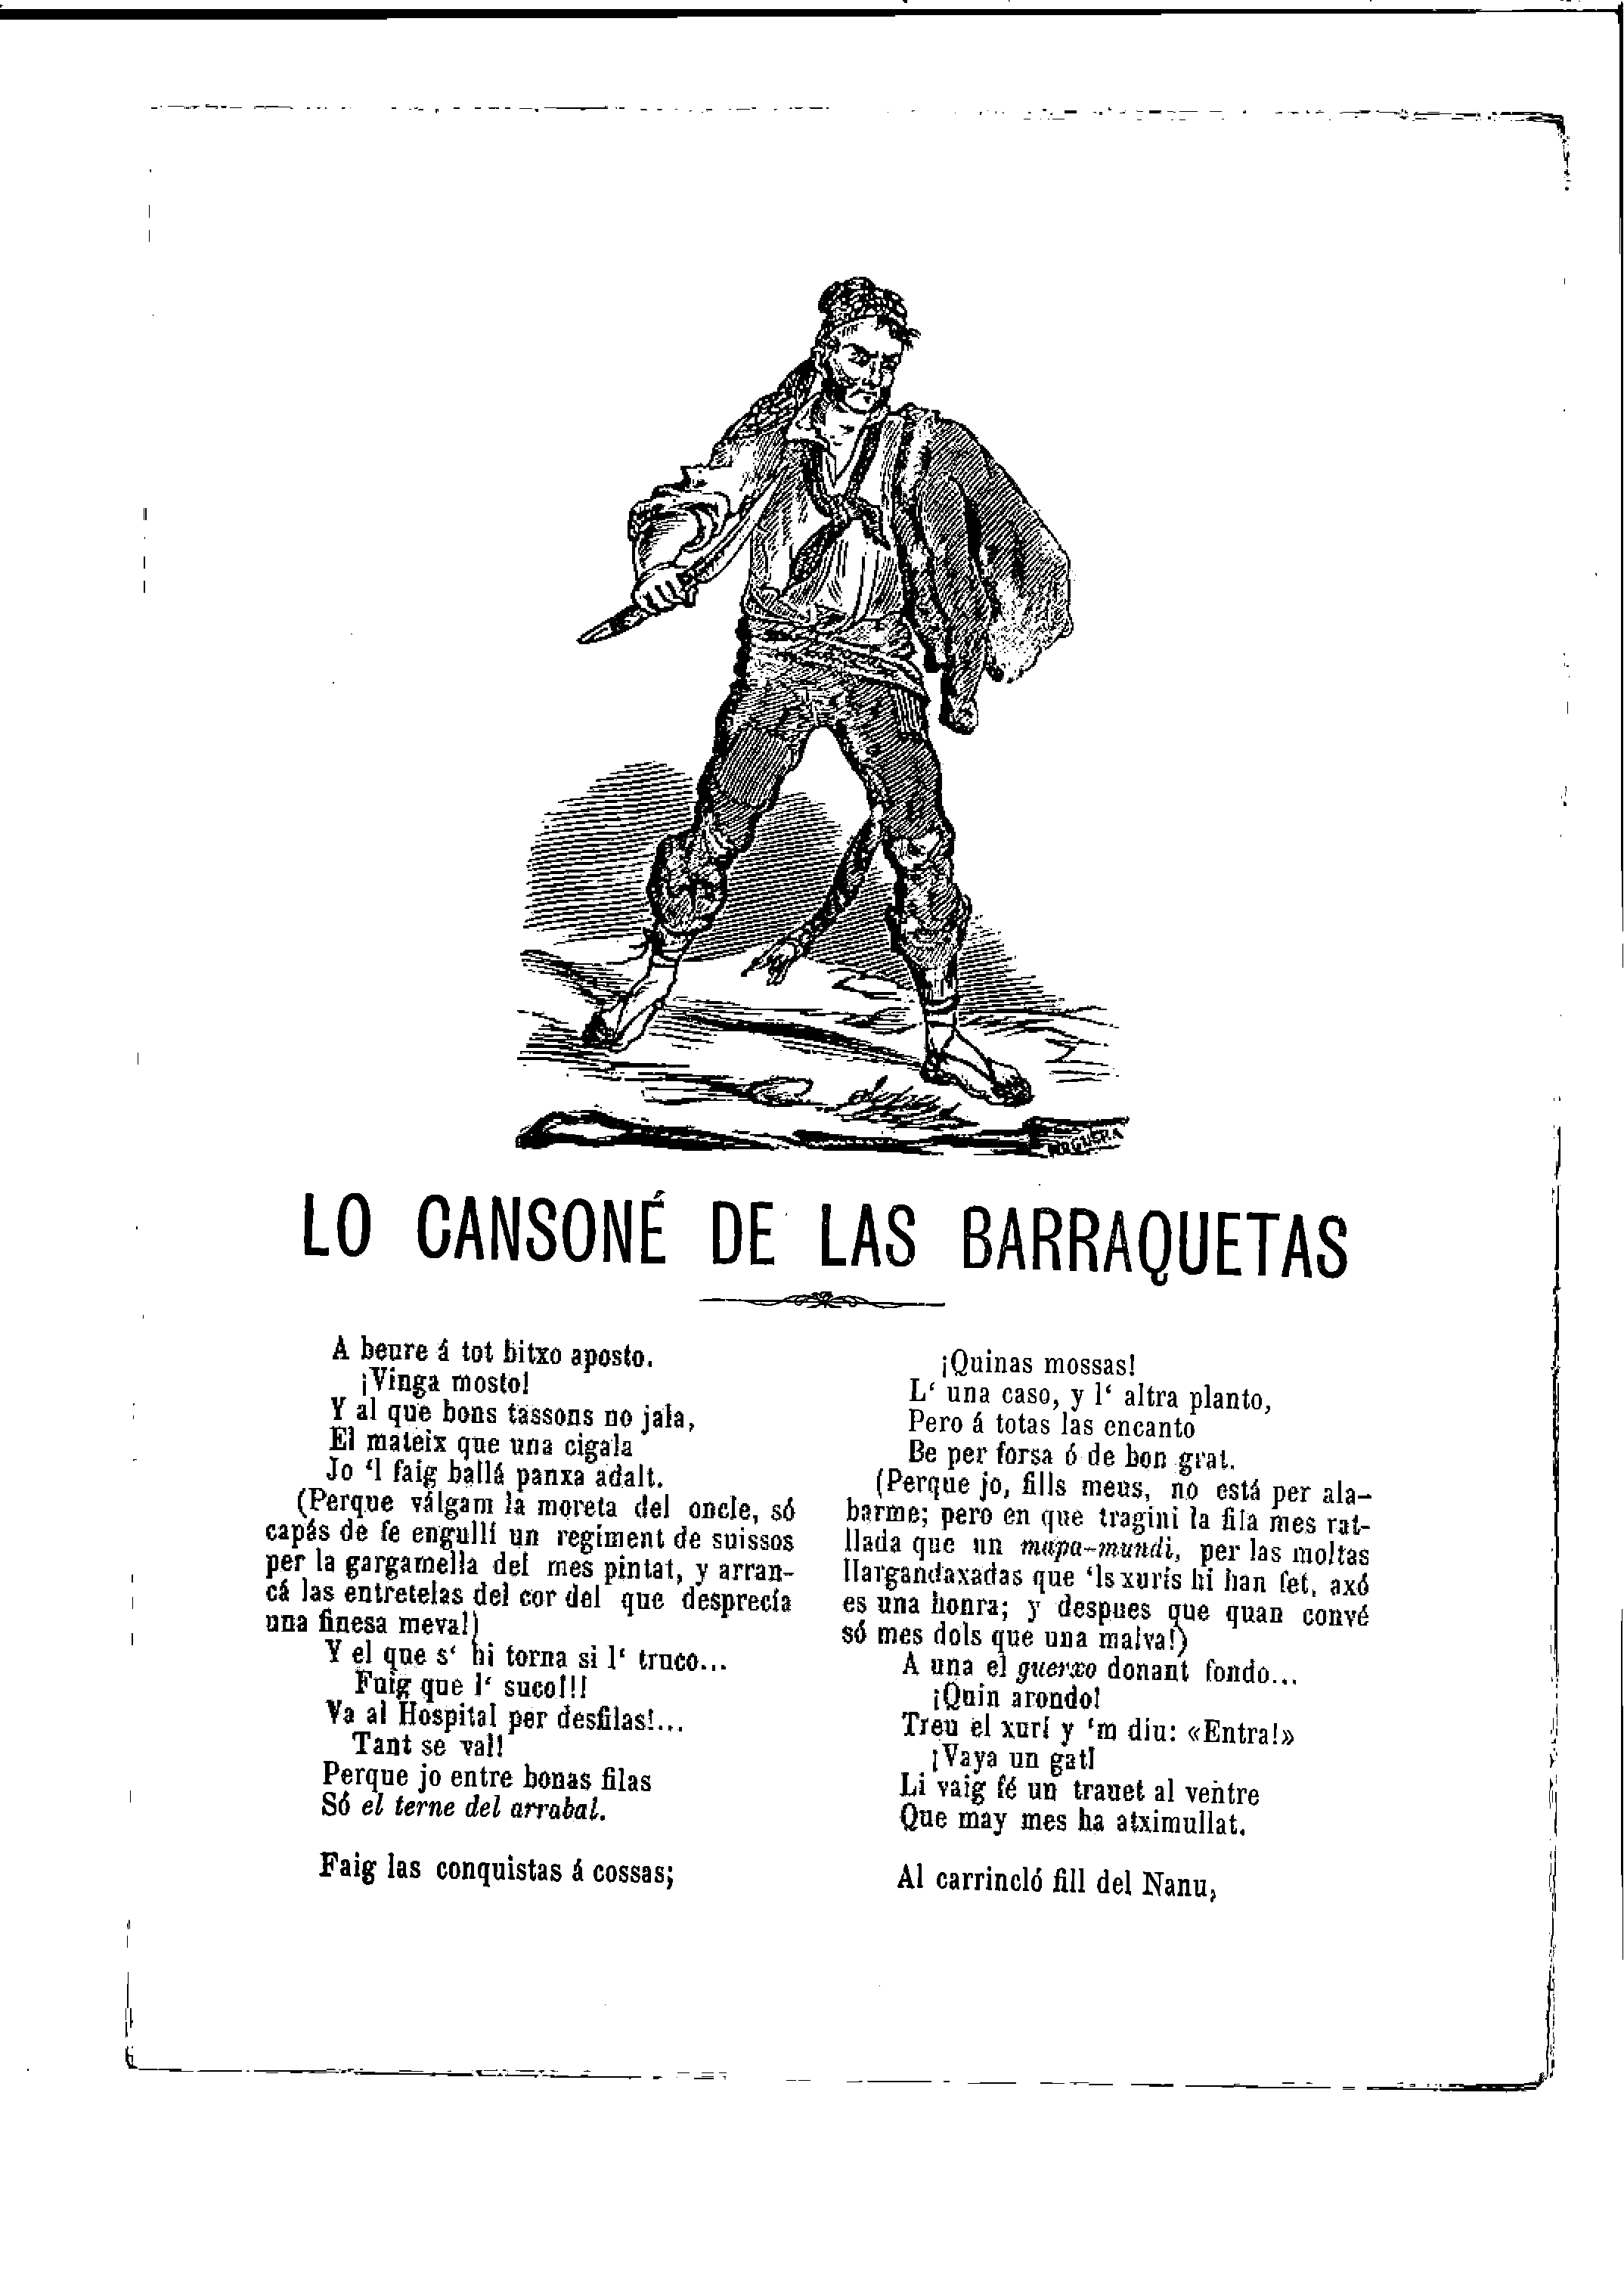 NOGUERA
LO CANSONÉ DE LAS BARRAQUETAS
A beure á tot bitxo aposto.
¡Vinga mosto!
Y al que bons tassons no jala,
El mateix que una cigala
Jo ‘l faig ballá panxa adalt.
(Perque válgam la moreta del oncle, só
capás de fe engullí un regiment de suissos
per la gargamella del mes pintat, y arran-
cá las entretelas del cor del que desprecía
una finesa meva!)
Y el que s‘ hi torna si l‘ truco...
Faig que l‘ suco!!!
Va al Hospital per desfilas!...
Tant se val!
Perque jo entre bonas filas
Só el terne del arrabal.
Faig las conquistas á cossas;
¡Quinas mossas!
L‘ una caso, y l‘ altra planto,
Pero á totas las encanto
Be per forsa ó de bon grat.
(Perque jo, fills meus, no está per ala-
barme; pero en que tragini la fila mes rat-
llada que un mapa-mundi, per las moltas
llargandaxadas que ‘ls xurís hi han fet, axó
es una honra; y despues que quan convé
só mes dols que una malva!)
A una el guerxo donant fondo...
¡Quin arondo!
Treu el xurí y ‘m diu: «Entra!»
¡Vaya un gat!
Li vaig fé un trauet al ventre
Que may mes ha atximullat.
Al carrincló fill del Nanu,